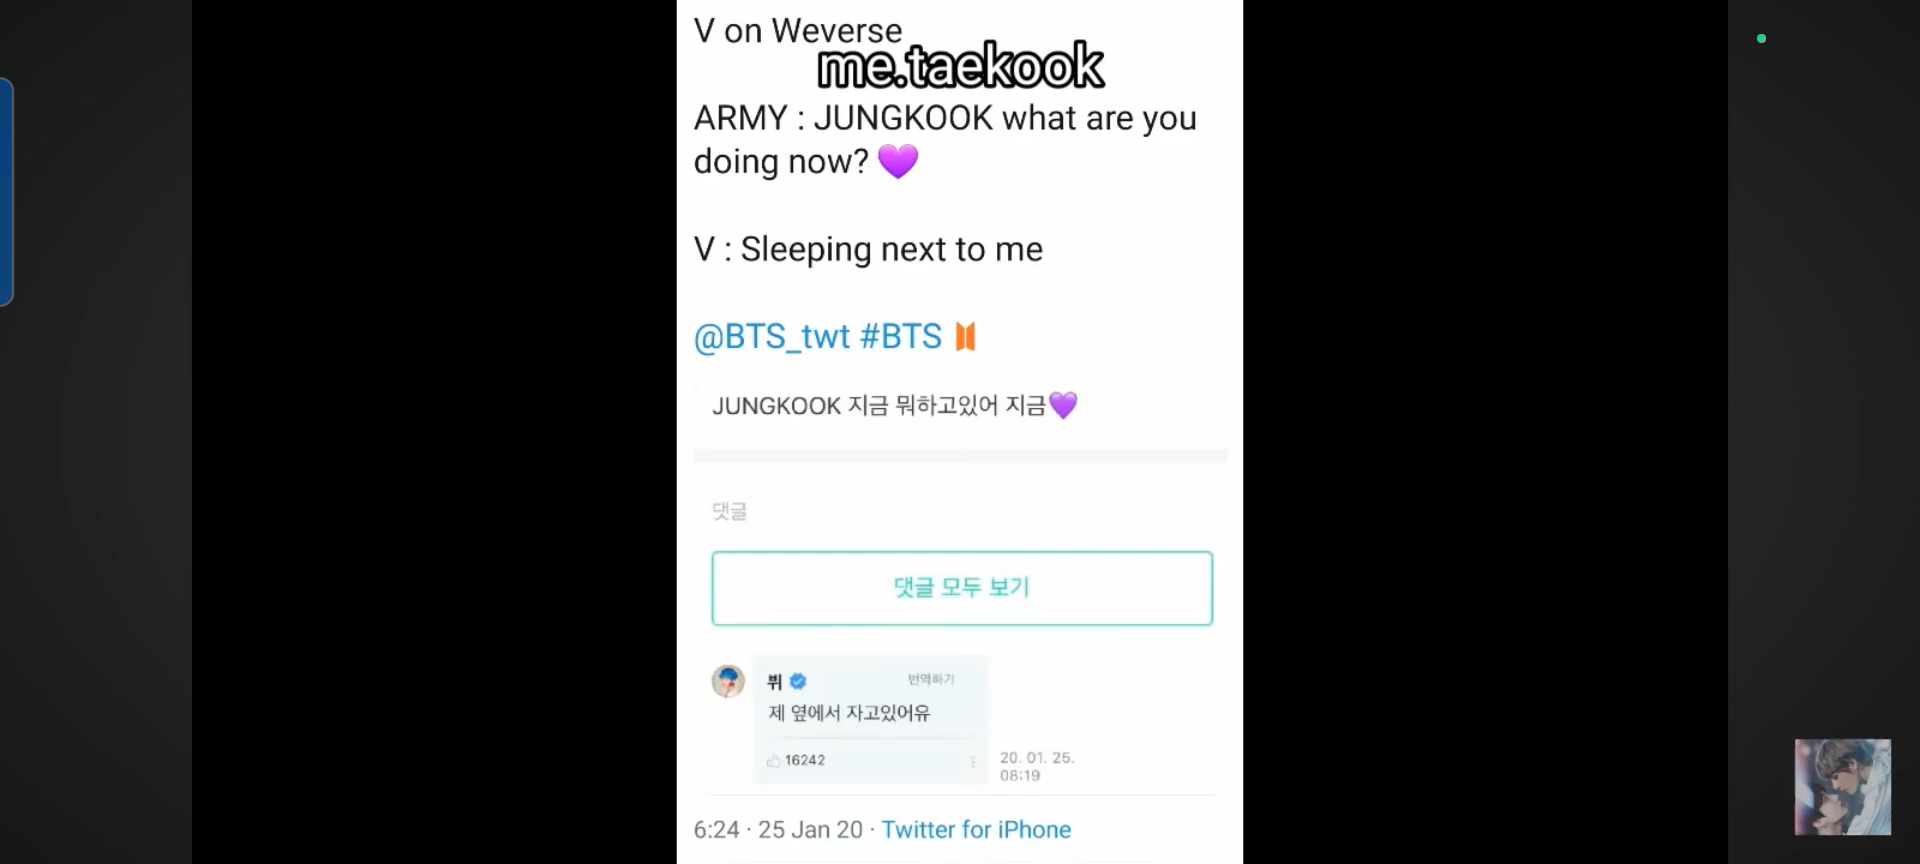 V on Weverse
me.taekook
ARMY : JUNGKOOK what are you
doing now? 💜
V : Sleeping next to me
@BTS_twt #BTS
JUNGKOOK 지금 뭐하고있어 지금💜
댓글
댓글 모두 보기
뷔
번역하기
제 옆에서 자고있어유
16242
20. 01. 25.
08:19
6:24 · 25 Jan 20 · Twitter for iPhone